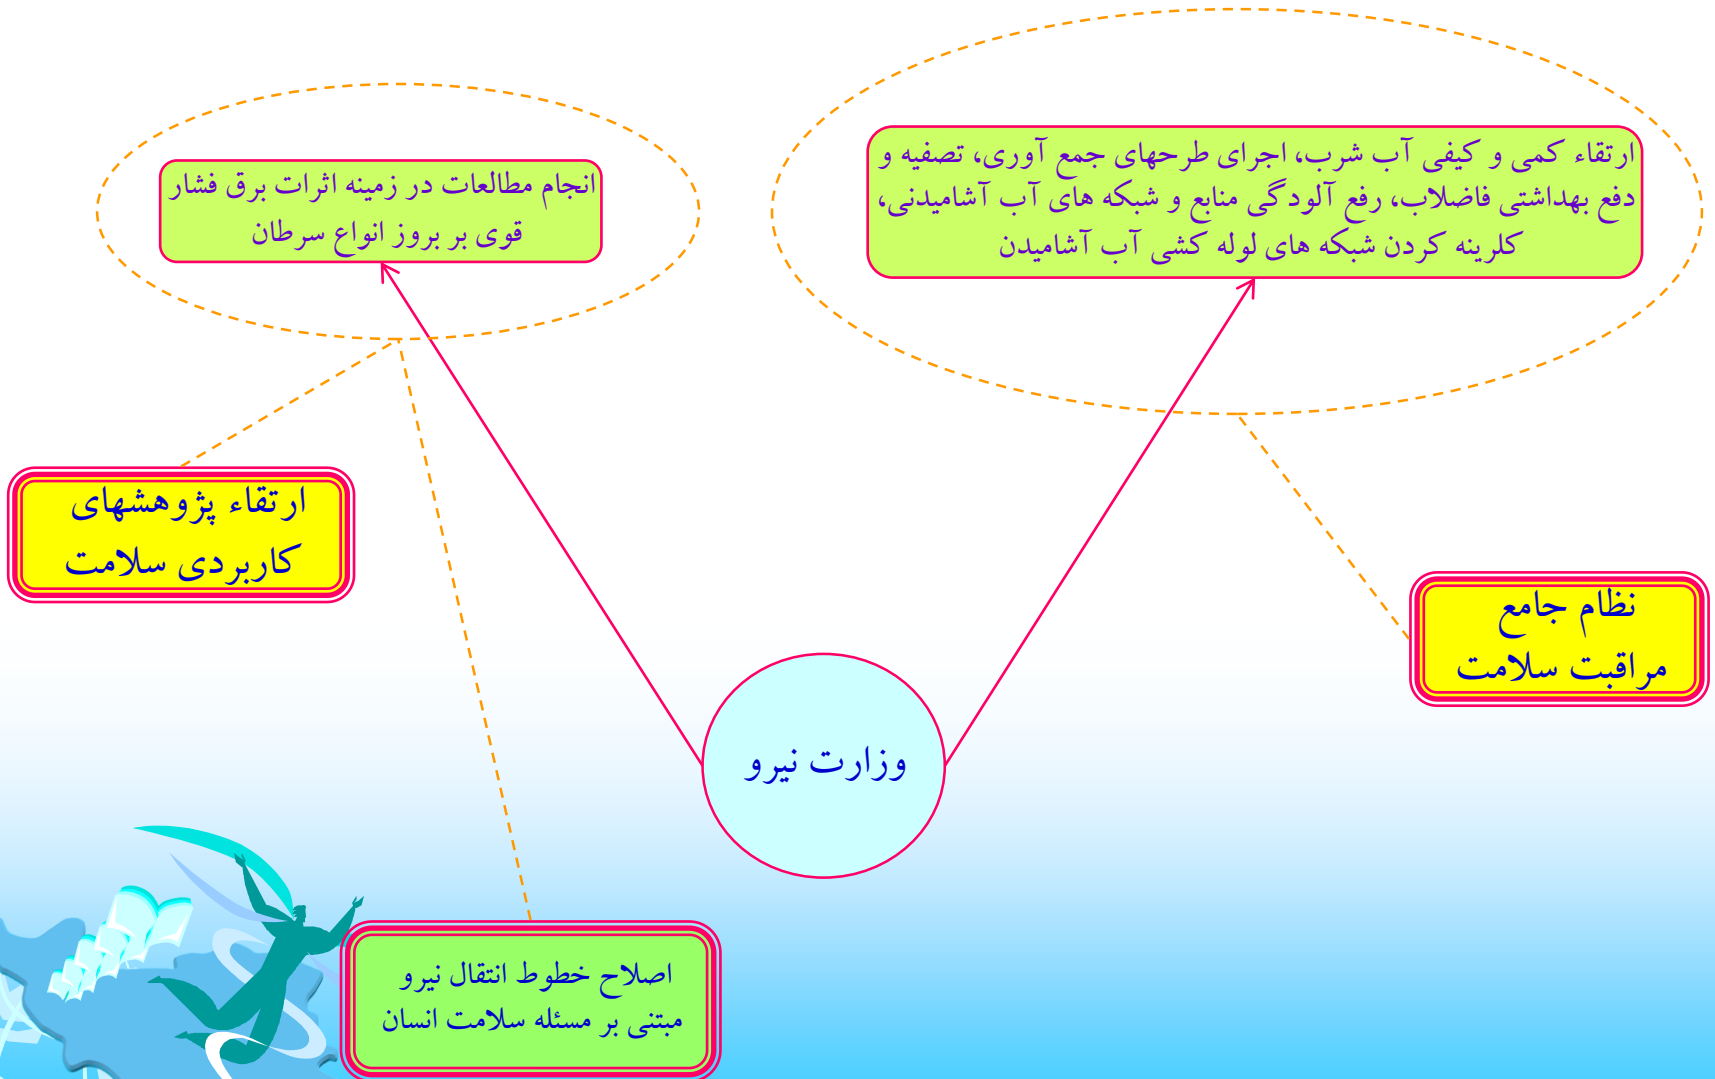 ارتقاء کمی و کیفی آب شرب، اجرای طرحهای جمع آوری، تصفیه و
دفع بهداشتی فاضلاب، رفع آلودگی منابع و شبکه های آب آشامیدنی،
کلرینه کردن شبکه های لوله کشی آب آشامیدن
انجام مطالعات در زمینه اثرات برق فشار
قوی بر بروز انواع سرطان
ارتقاء پژوهشهای
کاربردی سلامت
نظام جامع
مراقبت سلامت
وزارت نیرو
اصلاح خطوط انتقال نیرو
مبتنی بر مسئله سلامت انسان